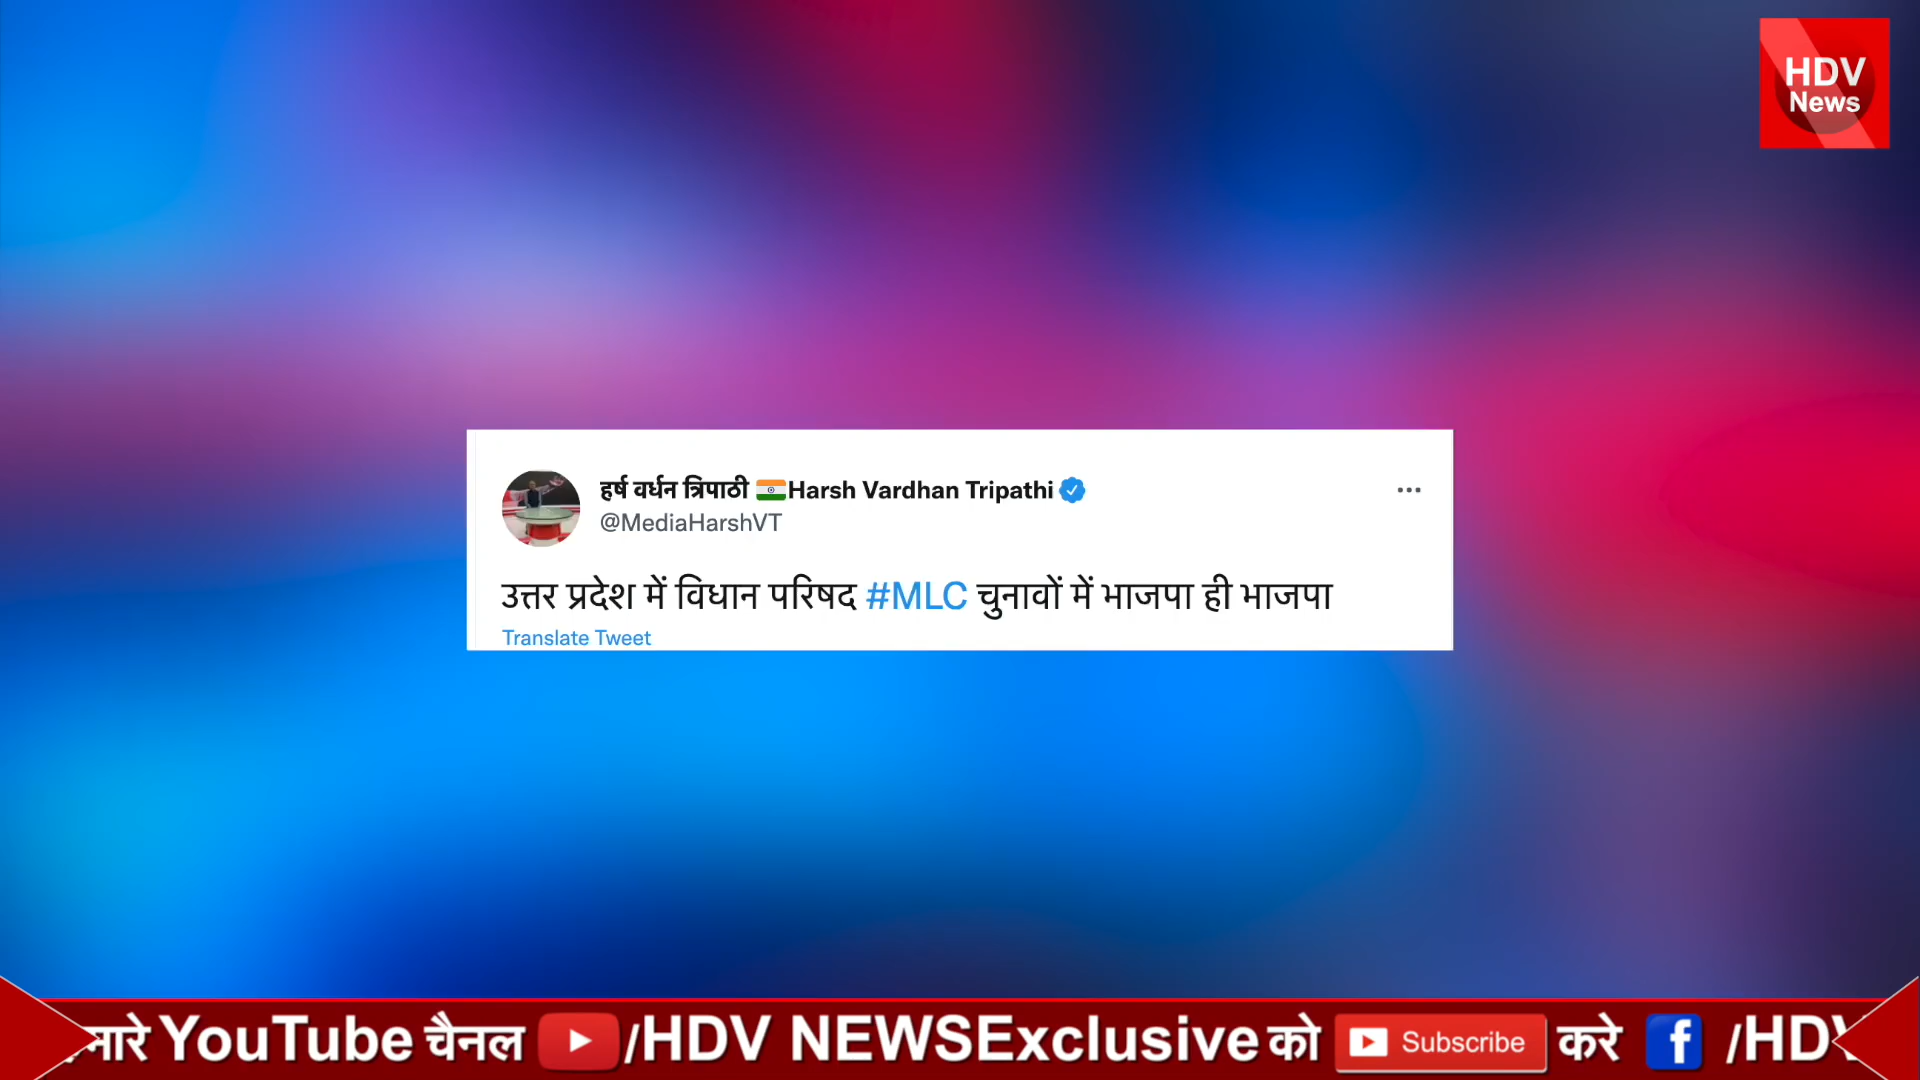 HDV
News
हर्ष वर्धन त्रिपाठी 🇮🇳Harsh Vardhan Tripathi
@MediaHarshVT
उत्तर प्रदेश में विधान परिषद #MLC चुनावों में भाजपा ही भाजपा
Translate Tweet
YouTube चैनल /HDV NEWSExclusive को Subscribe करे /HDV